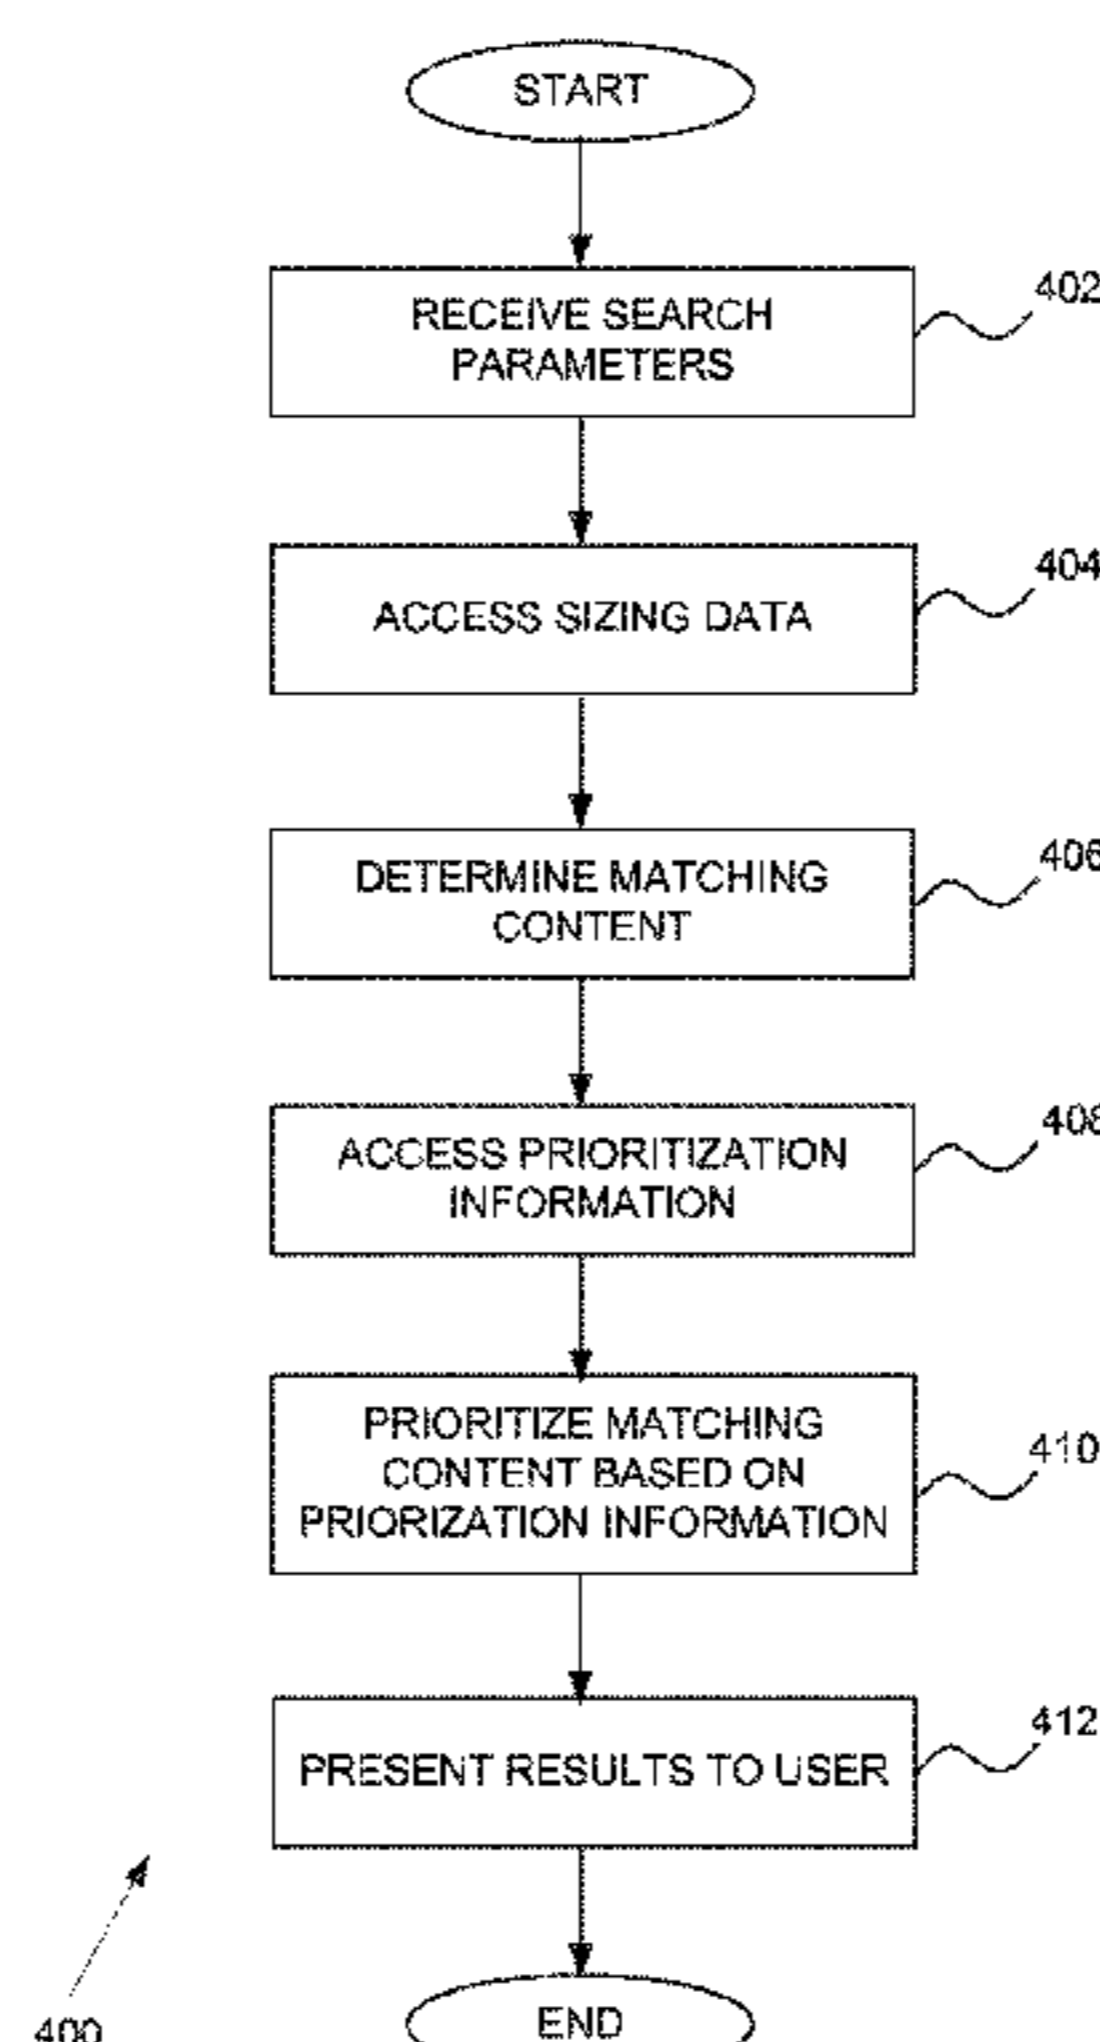 START
RECEIVE SEARCH
PARAMETERS
402
ACCESS SIZING DATA
404
DETERMINE MATCHING
CONTENT
406
ACCESS PRIORITIZATION
INFORMATION
408
PRIORITIZE MATCHING
CONTENT BASED ON
PRIORIZATION INFORMATION
410
PRESENT RESULTS TO USER
412
END
400